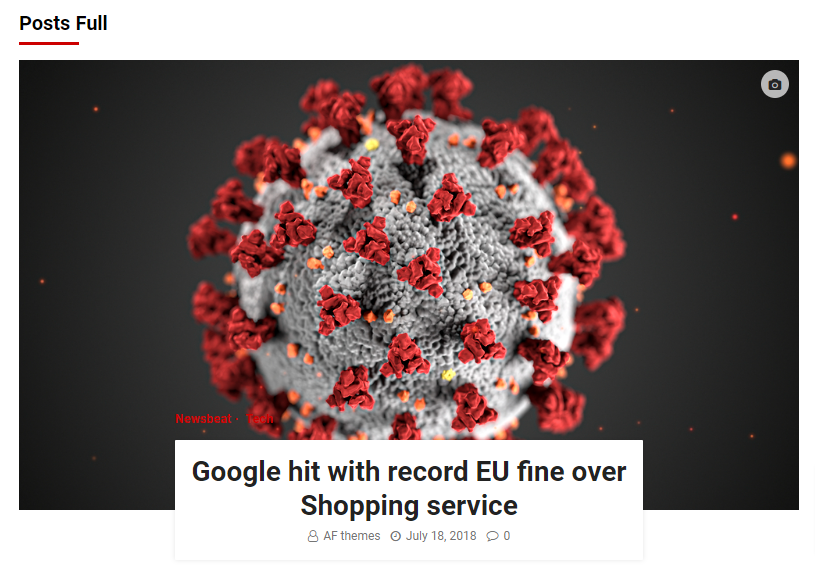 Posts Full
Newsbeat · Tech
Google hit with record EU fine over
Shopping service
AF themes July 18, 2018 0